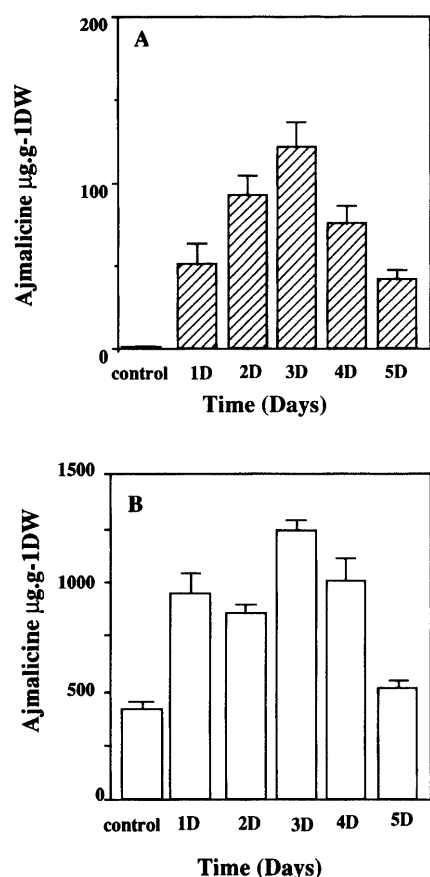 200
A
Ajmalicine µg.g-1DW
100
0
control 1D 2D 3D 4D 5D
Time (Days)
1500
B
Ajmalicine µg.g-1DW
1000
500
0
control 1D 2D 3D 4D 5D
Time (Days)